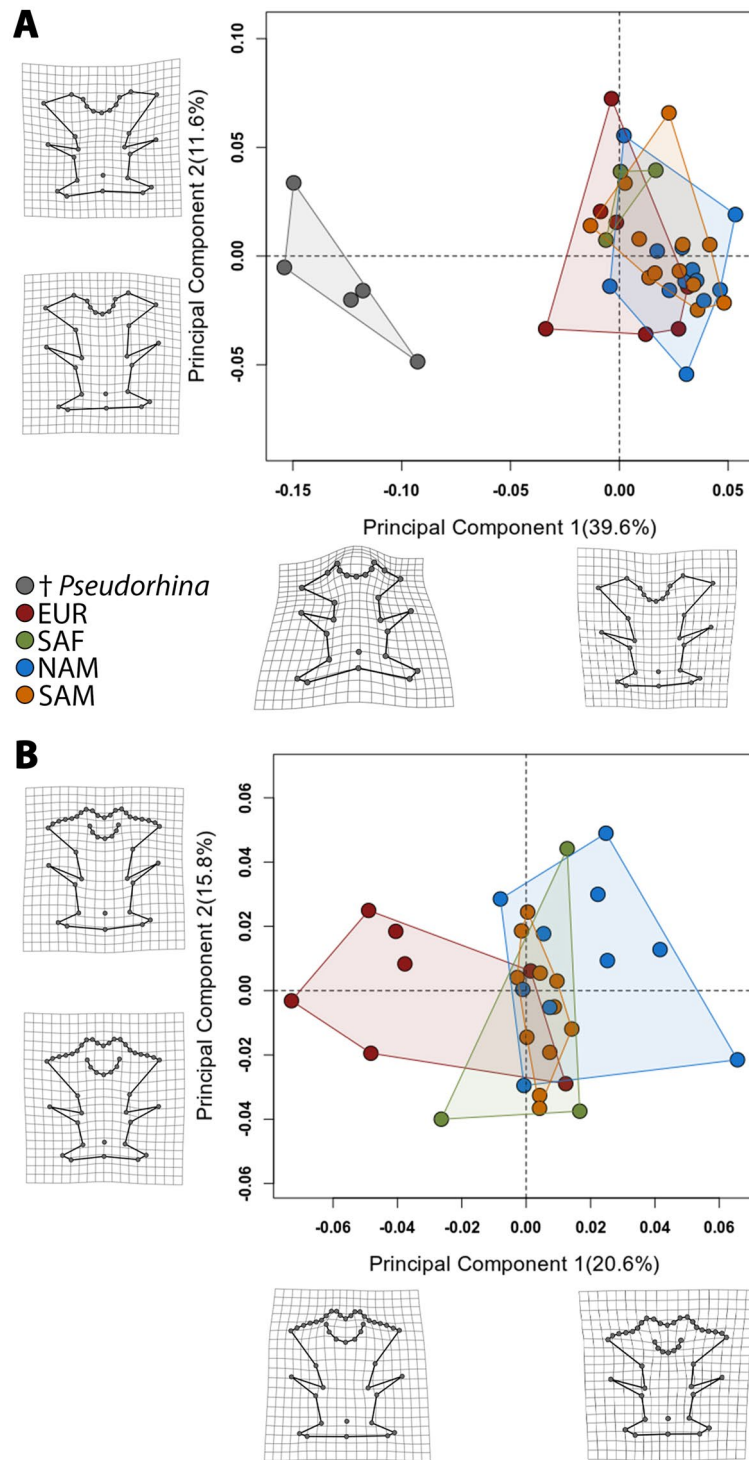 A
Principal Component 2(11.6%)
0.10
0.05
0.00
-0.05
-0.15 -0.10 -0.05 0.00 0.05
Principal Component 1(39.6%)
† Pseudorhina
EUR
SAF
NAM
SAM
B
Principal Component 2(15.8%)
0.06
0.04
0.02
0.00
-0.02
-0.04
-0.06
-0.06 -0.04 -0.02 0.00 0.02 0.04 0.06
Principal Component 1(20.6%)